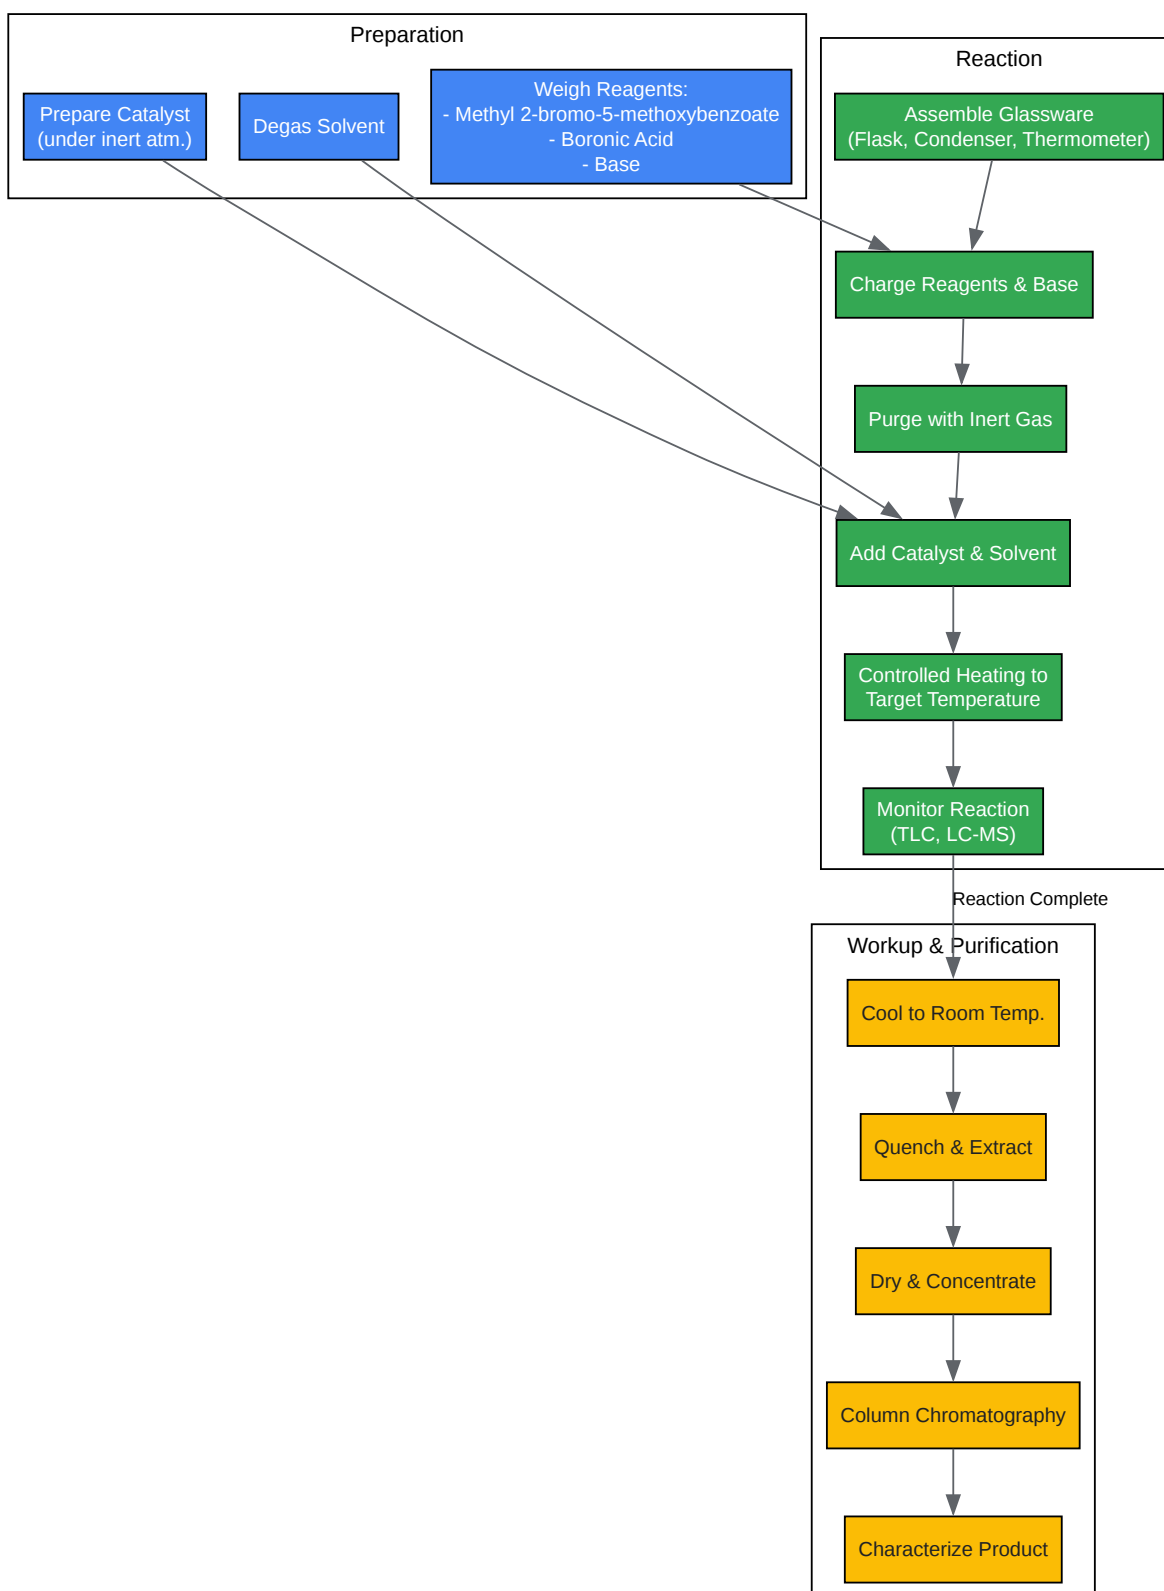 Preparation
Prepare Catalyst
(under inert atm.)
Degas Solvent
Weigh Reagents:
- Methyl 2-bromo-5-methoxybenzoate
- Boronic Acid
- Base
Reaction
Assemble Glassware
(Flask, Condenser, Thermometer)
Charge Reagents & Base
Purge with Inert Gas
Add Catalyst & Solvent
Controlled Heating to
Target Temperature
Monitor Reaction
(TLC, LC-MS)
Reaction Complete
Workup & Purification
Cool to Room Temp.
Quench & Extract
Dry & Concentrate
Column Chromatography
Characterize Product